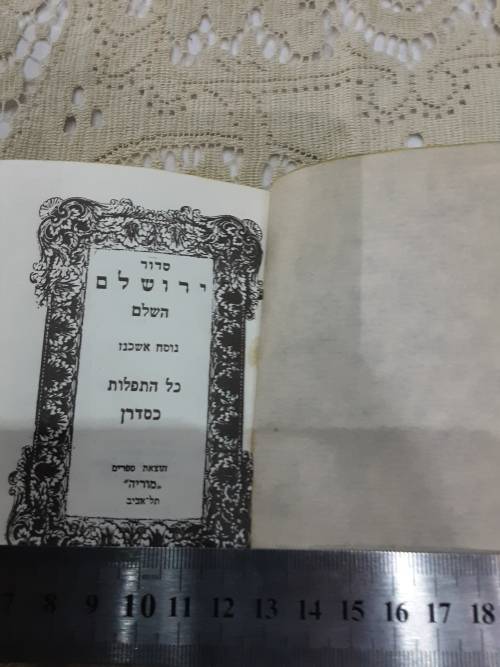 סדור
ירושלם
השלם
נוסח אשכנז
כל התפלות
כסדרן
הוצאת ספרים
„מוריה"
תל־אביב
7 8 9 10 11 12 13 14 15 16 17 18